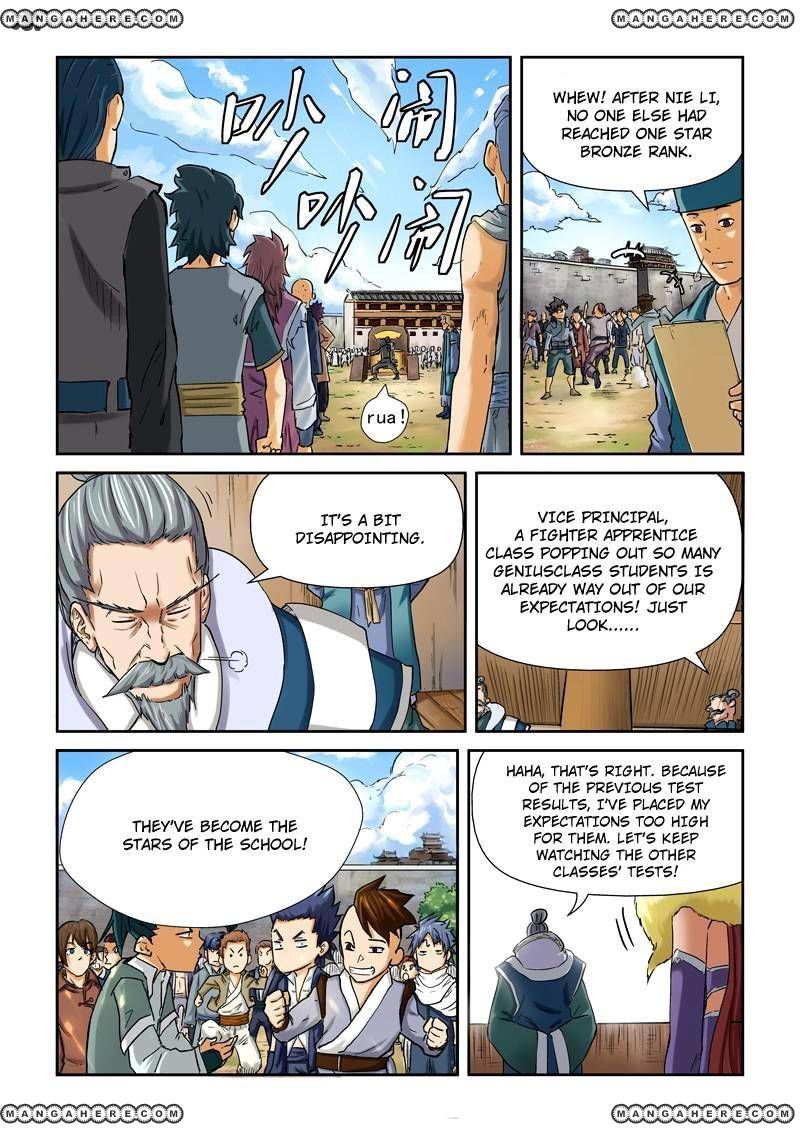 MANGAHERE.COM
MANGAHERE.COM
吵吵
闹闹
rua!
WHEW! AFTER NIE LI,
NO ONE ELSE HAD
REACHED ONE STAR
BRONZE RANK.
IT'S A BIT
DISAPPOINTING.
VICE PRINCIPAL,
A FIGHTER APPRENTICE
CLASS POPPING OUT SO MANY
GENIUSCLASS STUDENTS IS
ALREADY WAY OUT OF OUR
EXPECTATIONS! JUST
LOOK......
THEY'VE BECOME THE
STARS OF THE SCHOOL!
HAHA, THAT'S RIGHT. BECAUSE
OF THE PREVIOUS TEST
RESULTS, I'VE PLACED MY
EXPECTATIONS TOO HIGH
FOR THEM. LET'S KEEP
WATCHING THE OTHER
CLASSES' TESTS!
MANGAHERE.COM
MANGAHERE.COM